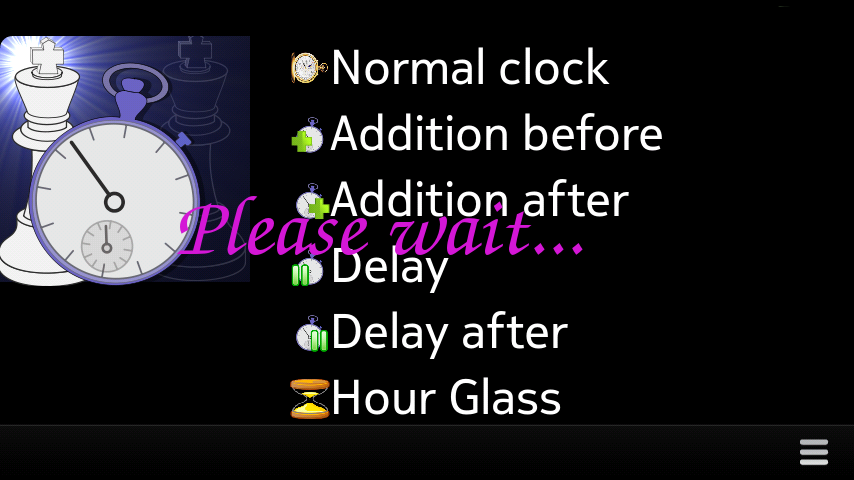 Normal clock
Addition before
Addition after
Please wait...
Delay
Delay after
Hour Glass